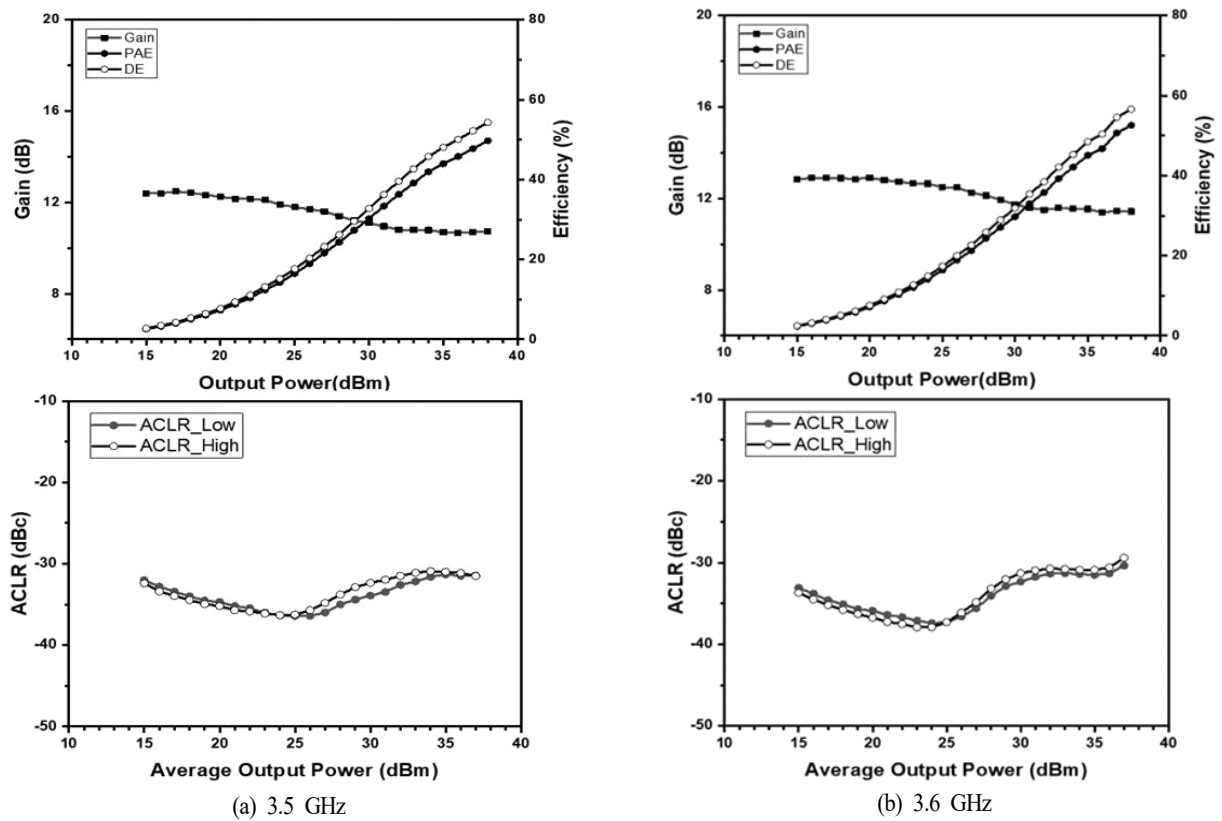 20
16
12
8
Gain (dB)
Gain
PAE
DE
80
60
40
20
0
Efficiency (%)
10 15 20 25 30 35 40
Output Power(dBm)
20
16
12
8
Gain (dB)
Gain
PAE
DE
80
60
40
20
0
Efficiency (%)
10 15 20 25 30 35 40
Output Power(dBm)
-10
-20
-30
-40
-50
ACLR (dBc)
ACLR_Low
ACLR_High
10 15 20 25 30 35 40
Average Output Power (dBm)
(a) 3.5 GHz
-10
-20
-30
-40
-50
ACLR (dBc)
ACLR_Low
ACLR_High
10 15 20 25 30 35 40
Average Output Power (dBm)
(b) 3.6 GHz